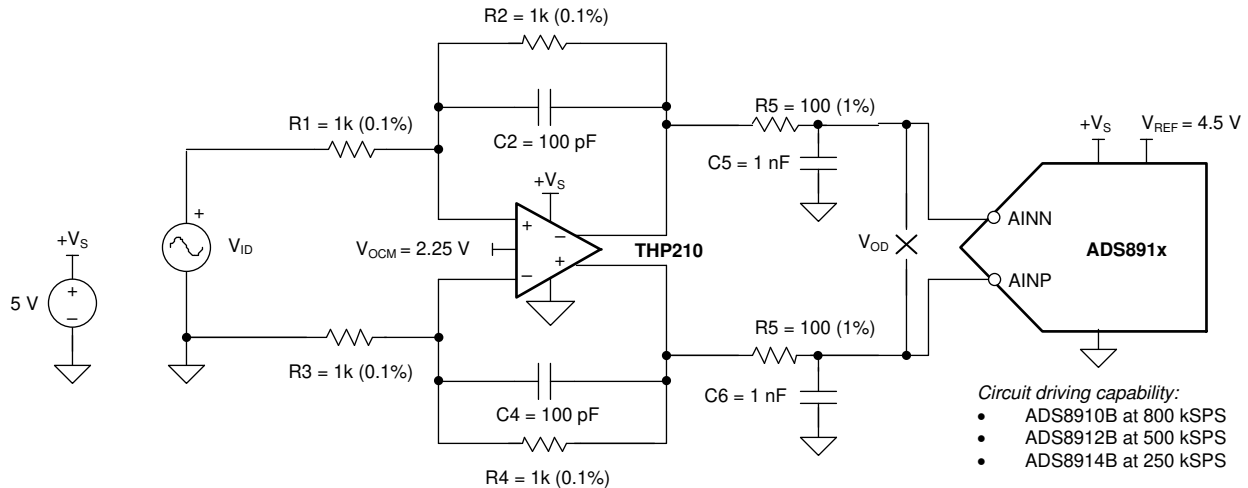 R2 = 1k (0.1%)
C2 = 100 pF
R1 = 1k (0.1%)
R5 = 100 (1%)
C5 = 1 nF
+VS
VREF = 4.5 V
+VS
+
−
+
−
VOCM = 2.25 V
THP210
+
VID
VOD
AINN
ADS891x
AINP
+VS
5 V
+
−
R3 = 1k (0.1%)
C4 = 100 pF
R4 = 1k (0.1%)
R5 = 100 (1%)
C6 = 1 nF
Circuit driving capability:
• ADS8910B at 800 kSPS
• ADS8912B at 500 kSPS
• ADS8914B at 250 kSPS